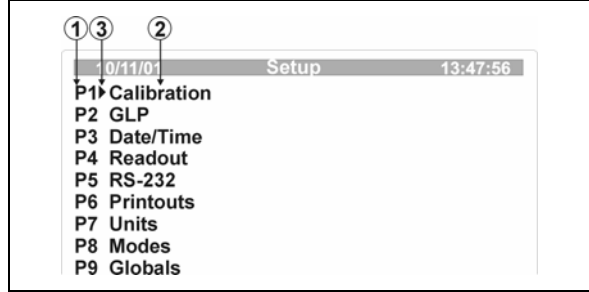 1 3 2
10/11/01 Setup 13:47:56
P1 Calibration
P2 GLP
P3 Date/Time
P4 Readout
P5 RS-232
P6 Printouts
P7 Units
P8 Modes
P9 Globals